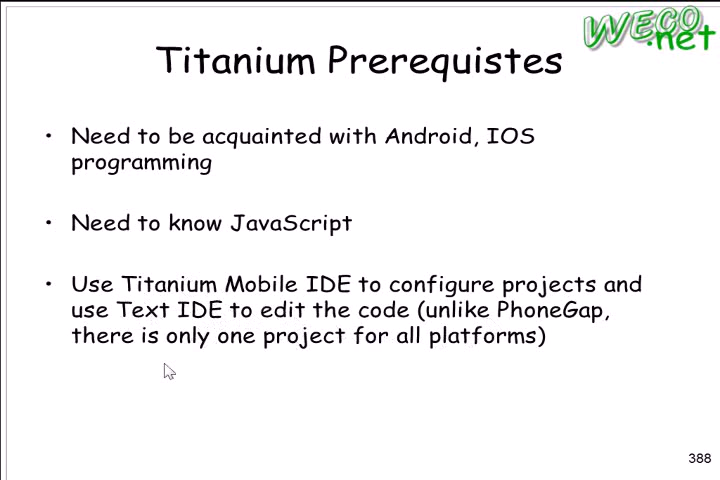 WECO
.net
Titanium Prerequistes
• Need to be acquainted with Android, IOS
programming
• Need to know JavaScript
• Use Titanium Mobile IDE to configure projects and
use Text IDE to edit the code (unlike PhoneGap,
there is only one project for all platforms)
388